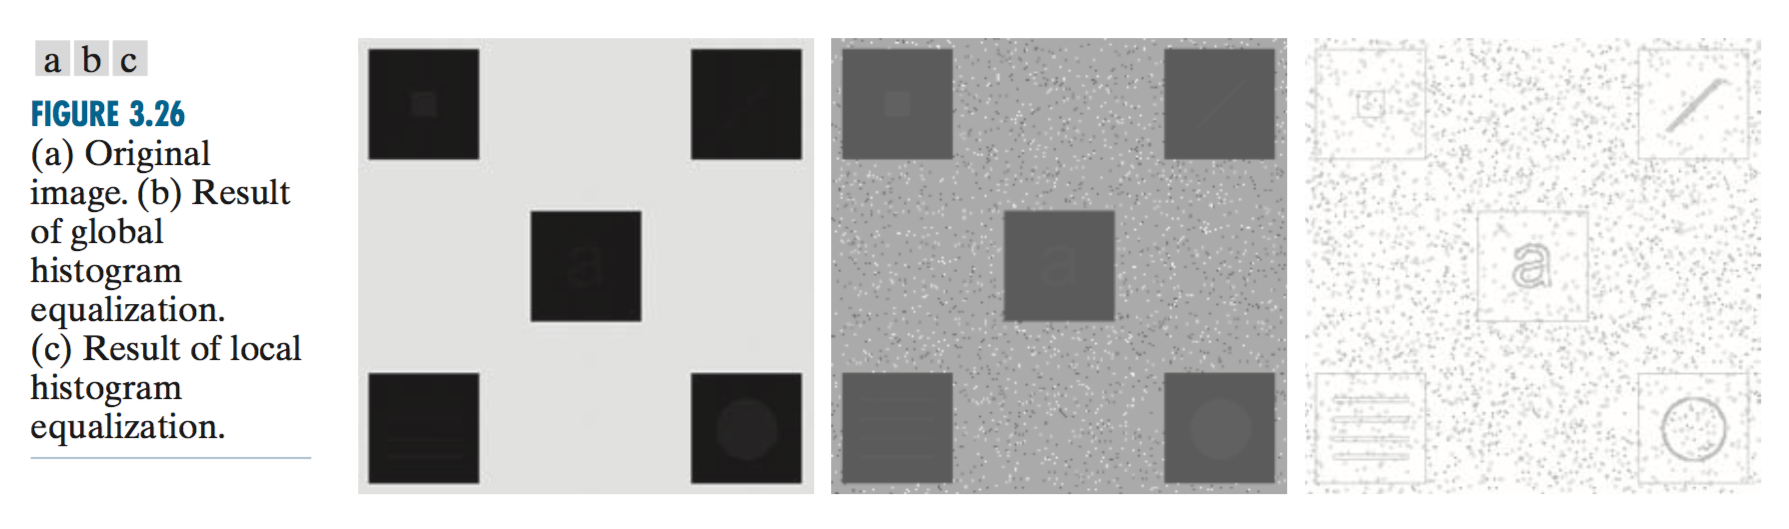 a b c
FIGURE 3.26
(a) Original
image. (b) Result
of global
histogram
equalization.
(c) Result of local
histogram
equalization.
a
a
a